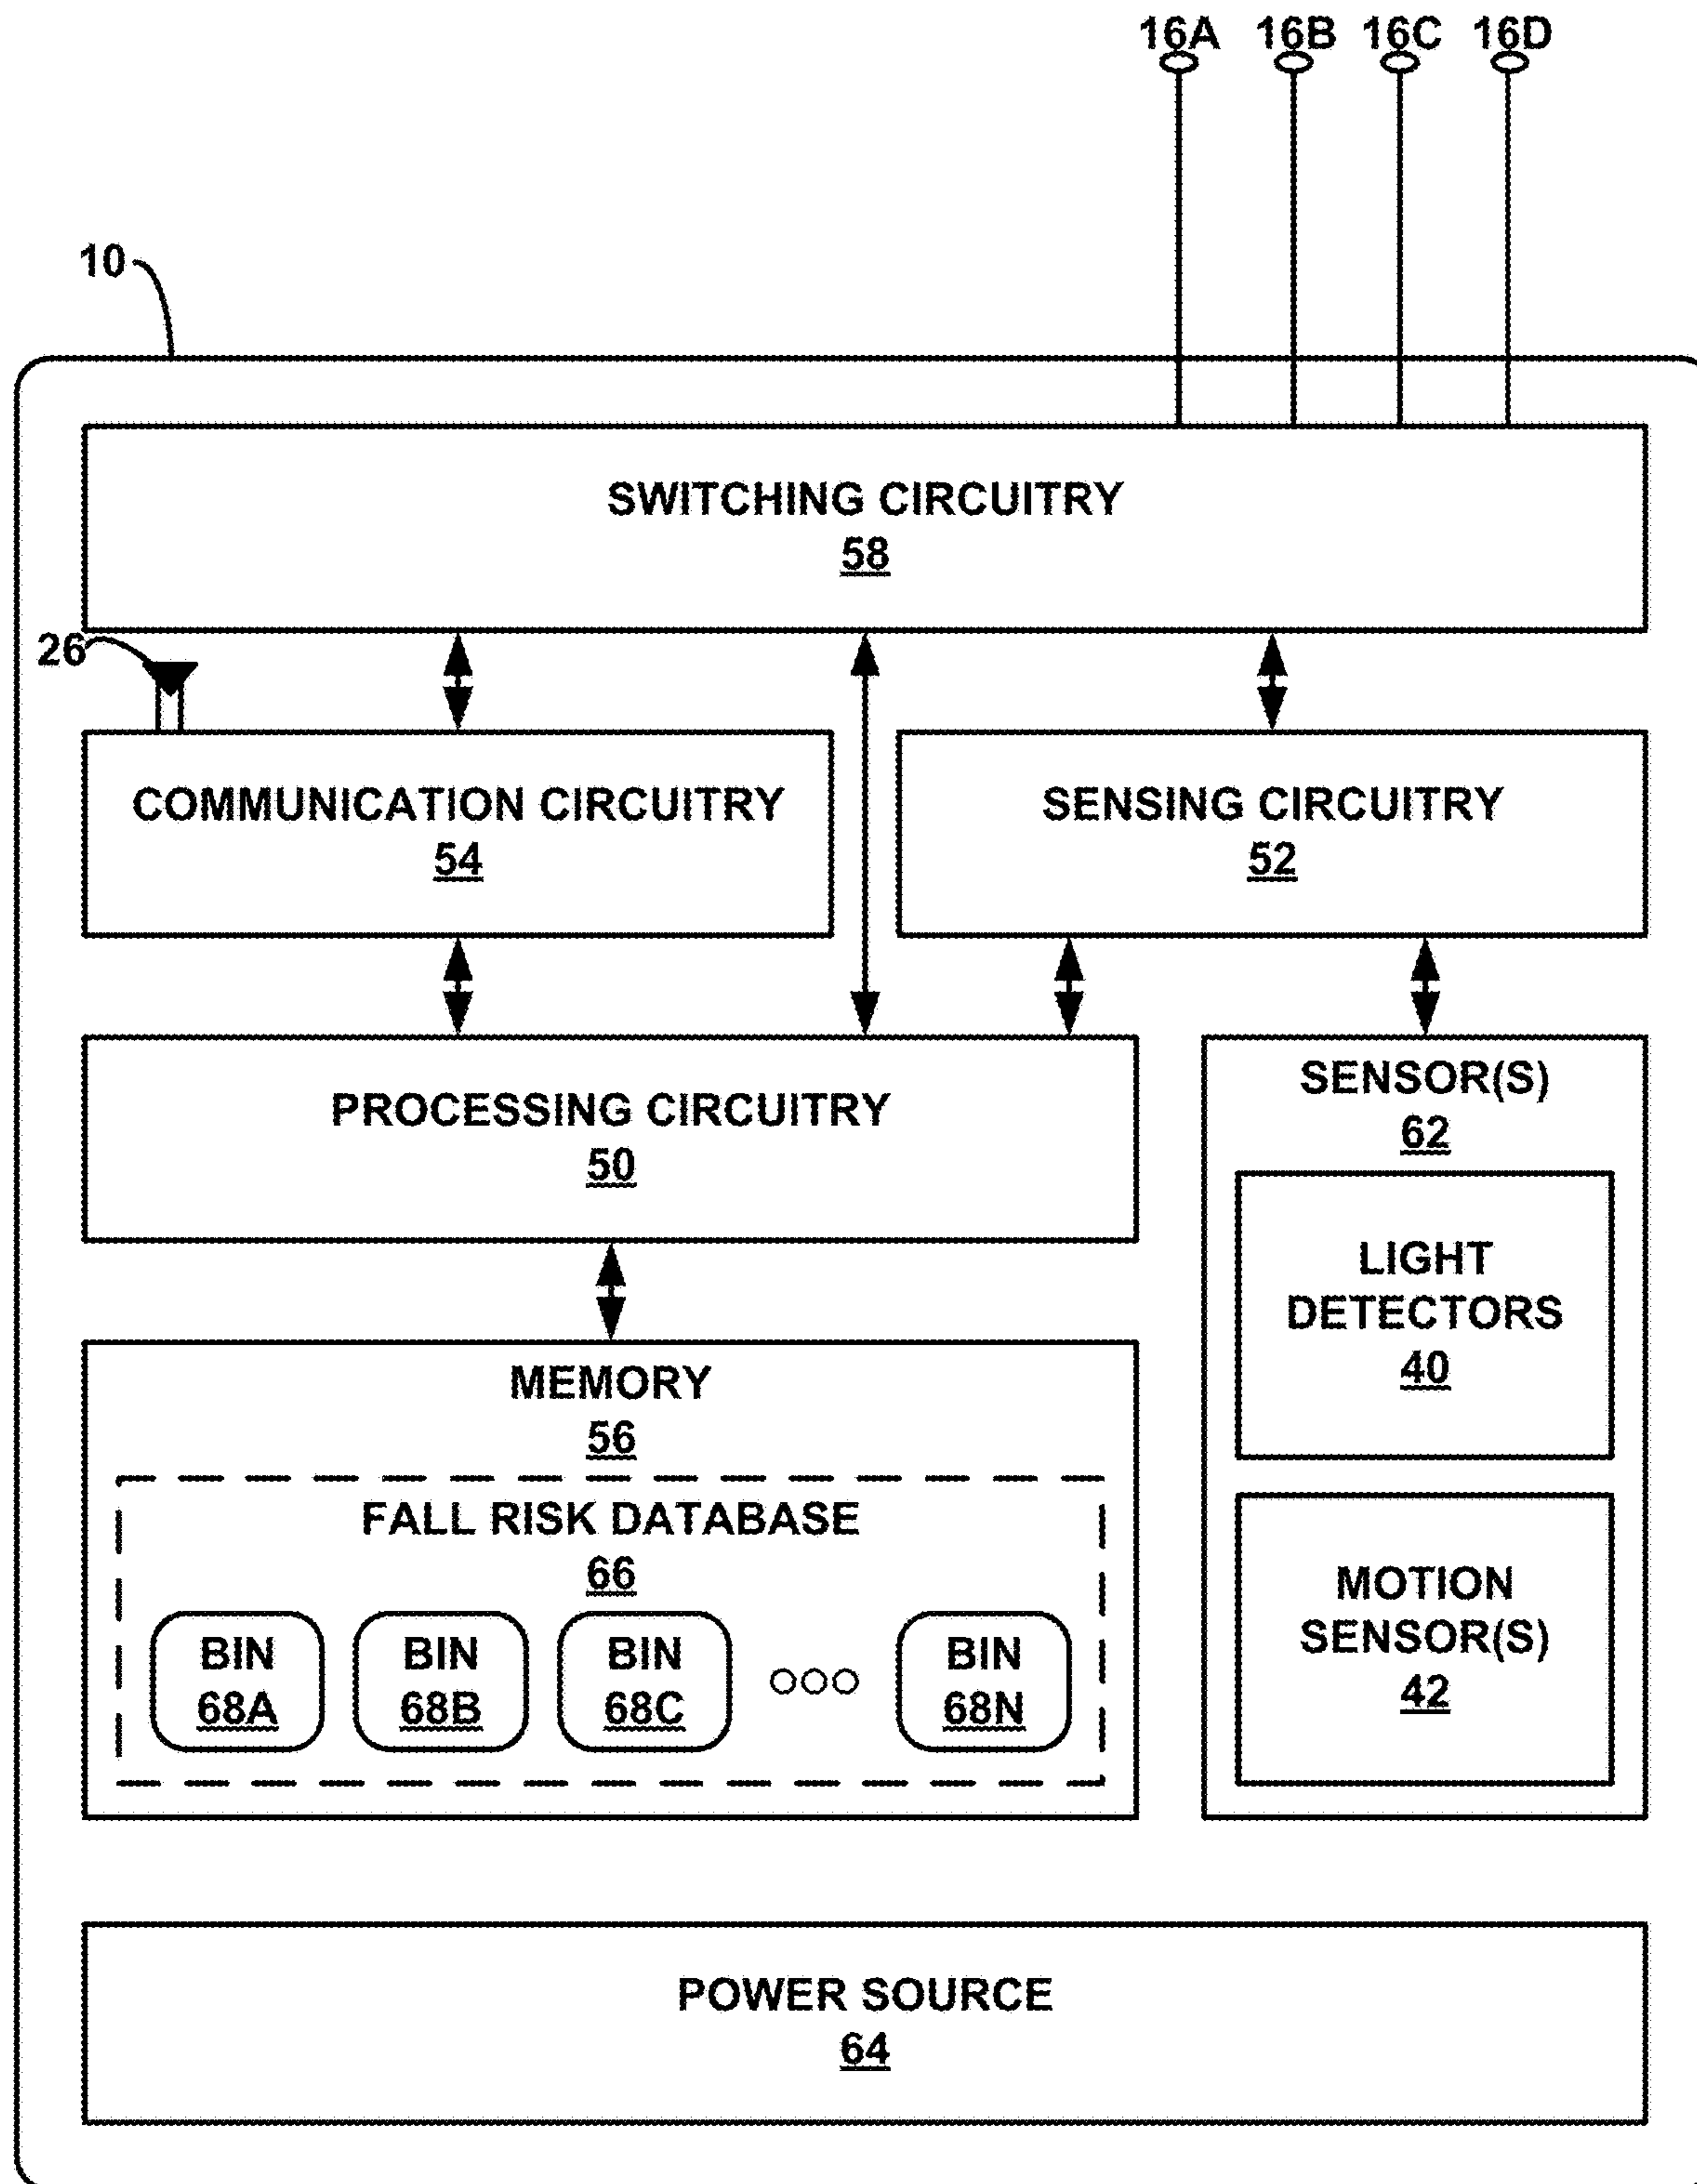 16A 16B 16C 16D
10
SWITCHING CIRCUITRY
58
26
COMMUNICATION CIRCUITRY
54
SENSING CIRCUITRY
52
PROCESSING CIRCUITRY
50
SENSOR(S)
62
LIGHT
DETECTORS
40
MOTION
SENSOR(S)
42
MEMORY
56
FALL RISK DATABASE
66
BIN
68A
BIN
68B
BIN
68C
BIN
68N
POWER SOURCE
64